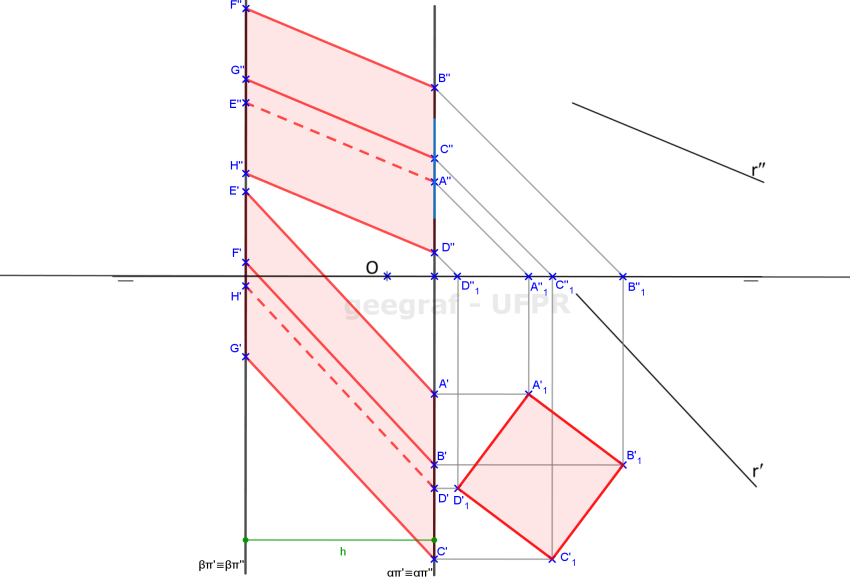 F''
B''
G''
C''
E''
r''
H''
A''
E'
D''
F'
O
H'
D''₁
A''₁
C''₁
B''₁
geegraf - UFPR
G'
A'
A'₁
B'
B'₁
r'
D'
D'₁
h
C'
C'₁
βπ'≡βπ''
απ'≡απ''